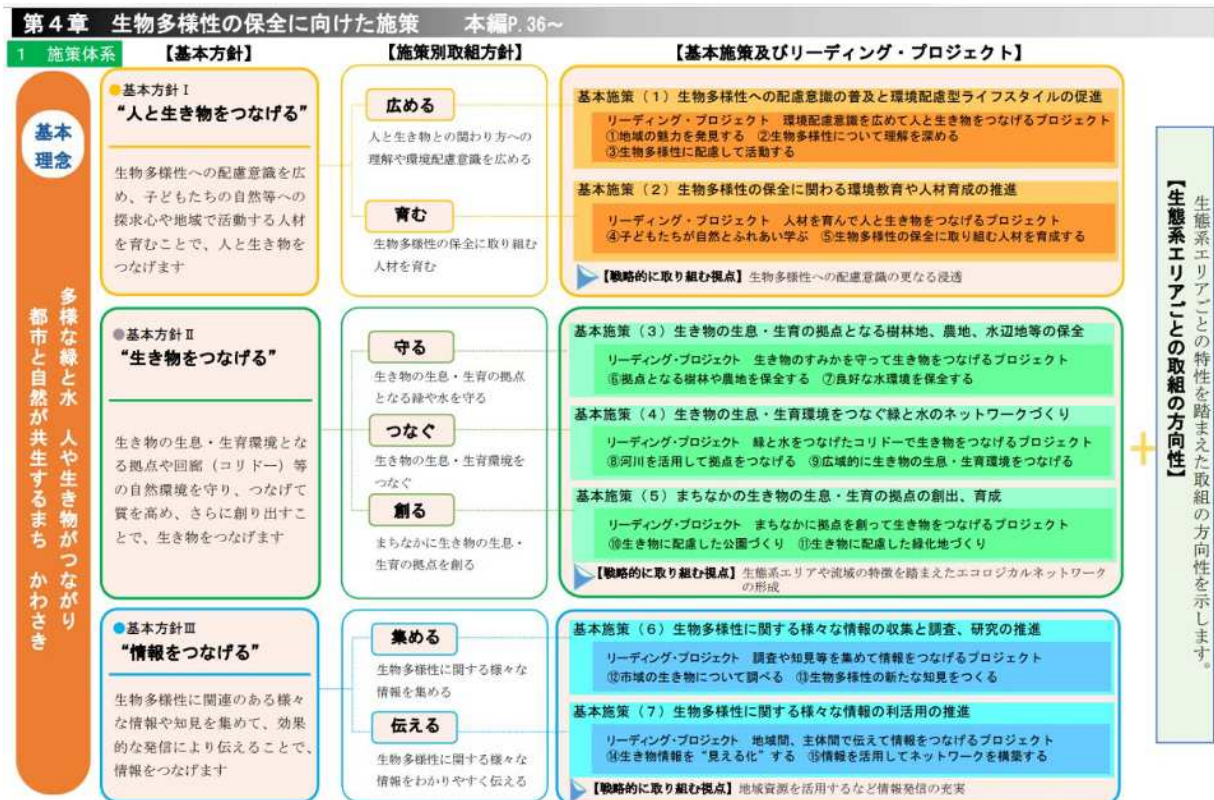 第4章 生物多様性の保全に向けた施策 本編P.36～
1 施策体系
【基本方針】
【施策別取組方針】
【基本施策及びリーディング・プロジェクト】
基本
理念
多様な緑と水 人や生き物がつながり
都市と自然が共生するまち かわさき
●基本方針Ⅰ
“人と生き物をつなげる”
生物多様性への配慮意識を広
め、子どもたちの自然等への
探求心や地域で活動する人材
を育むことで、人と生き物を
つなげます
広める
人と生き物との関わり方への
理解や環境配慮意識を広める
育む
生物多様性の保全に取り組む
人材を育む
基本施策（1）生物多様性への配慮意識の普及と環境配慮型ライフスタイルの促進
リーディング・プロジェクト 環境配慮意識を広めて人と生き物をつなげるプロジェクト
①地域の魅力を発見する ②生物多様性について理解を深める
③生物多様性に配慮して活動する
基本施策（2）生物多様性の保全に関わる環境教育や人材育成の推進
リーディング・プロジェクト 人材を育んで人と生き物をつなげるプロジェクト
④子どもたちが自然とふれあい学ぶ ⑤生物多様性の保全に取り組む人材を育成する
【戦略的に取り組む視点】生物多様性への配慮意識の更なる浸透
●基本方針Ⅱ
“生き物をつなげる”
生き物の生息・生育環境とな
る拠点や回廊（コリドー）等
の自然環境を守り、つなげて
質を高め、さらに創り出すこ
とで、生き物をつなげます
守る
生き物の生息・生育の拠点
となる緑や水を守る
つなぐ
生き物の生息・生育環境を
つなぐ
創る
まちなかに生き物の生息・
生育の拠点を創る
基本施策（3）生き物の生息・生育の拠点となる樹林地、農地、水辺地等の保全
リーディング・プロジェクト 生き物のすみかを守って生き物をつなげるプロジェクト
⑥拠点となる樹林や農地を保全する ⑦良好な水環境を保全する
基本施策（4）生き物の生息・生育環境をつなぐ緑と水のネットワークづくり
リーディング・プロジェクト 緑と水をつなげたコリドーで生き物をつなげるプロジェクト
⑧河川を活用して拠点をつなげる ⑨広域的に生き物の生息・生育環境をつなげる
基本施策（5）まちなかの生き物の生息・生育の拠点の創出、育成
リーディング・プロジェクト まちなかに拠点を創って生き物をつなげるプロジェクト
⑩生き物に配慮した公園づくり ⑪生き物に配慮した緑化地づくり
【戦略的に取り組む視点】生態系エリアや流域の特徴を踏まえたエコロジカルネットワーク
の形成
●基本方針Ⅲ
“情報をつなげる”
生物多様性に関連のある様々
な情報や知見を集めて、効果
的な発信により伝えることで、
情報をつなげます
集める
生物多様性に関する様々な
情報を集める
伝える
生物多様性に関する様々な
情報をわかりやすく伝える
基本施策（6）生物多様性に関する様々な情報の収集と調査、研究の推進
リーディング・プロジェクト 調査や知見等を集めて情報をつなげるプロジェクト
⑫市域の生き物について調べる ⑬生物多様性の新たな知見をつくる
基本施策（7）生物多様性に関する様々な情報の利活用の推進
リーディング・プロジェクト 地域間、主体間で伝えて情報をつなげるプロジェクト
⑭生き物情報を“見える化”する ⑮情報を活用してネットワークを構築する
【戦略的に取り組む視点】地域資源を活用するなど情報発信の充実
+
生態系エリアごとの特性を踏まえた取組の方向性を示します。
【生態系エリアごとの取組の方向性】